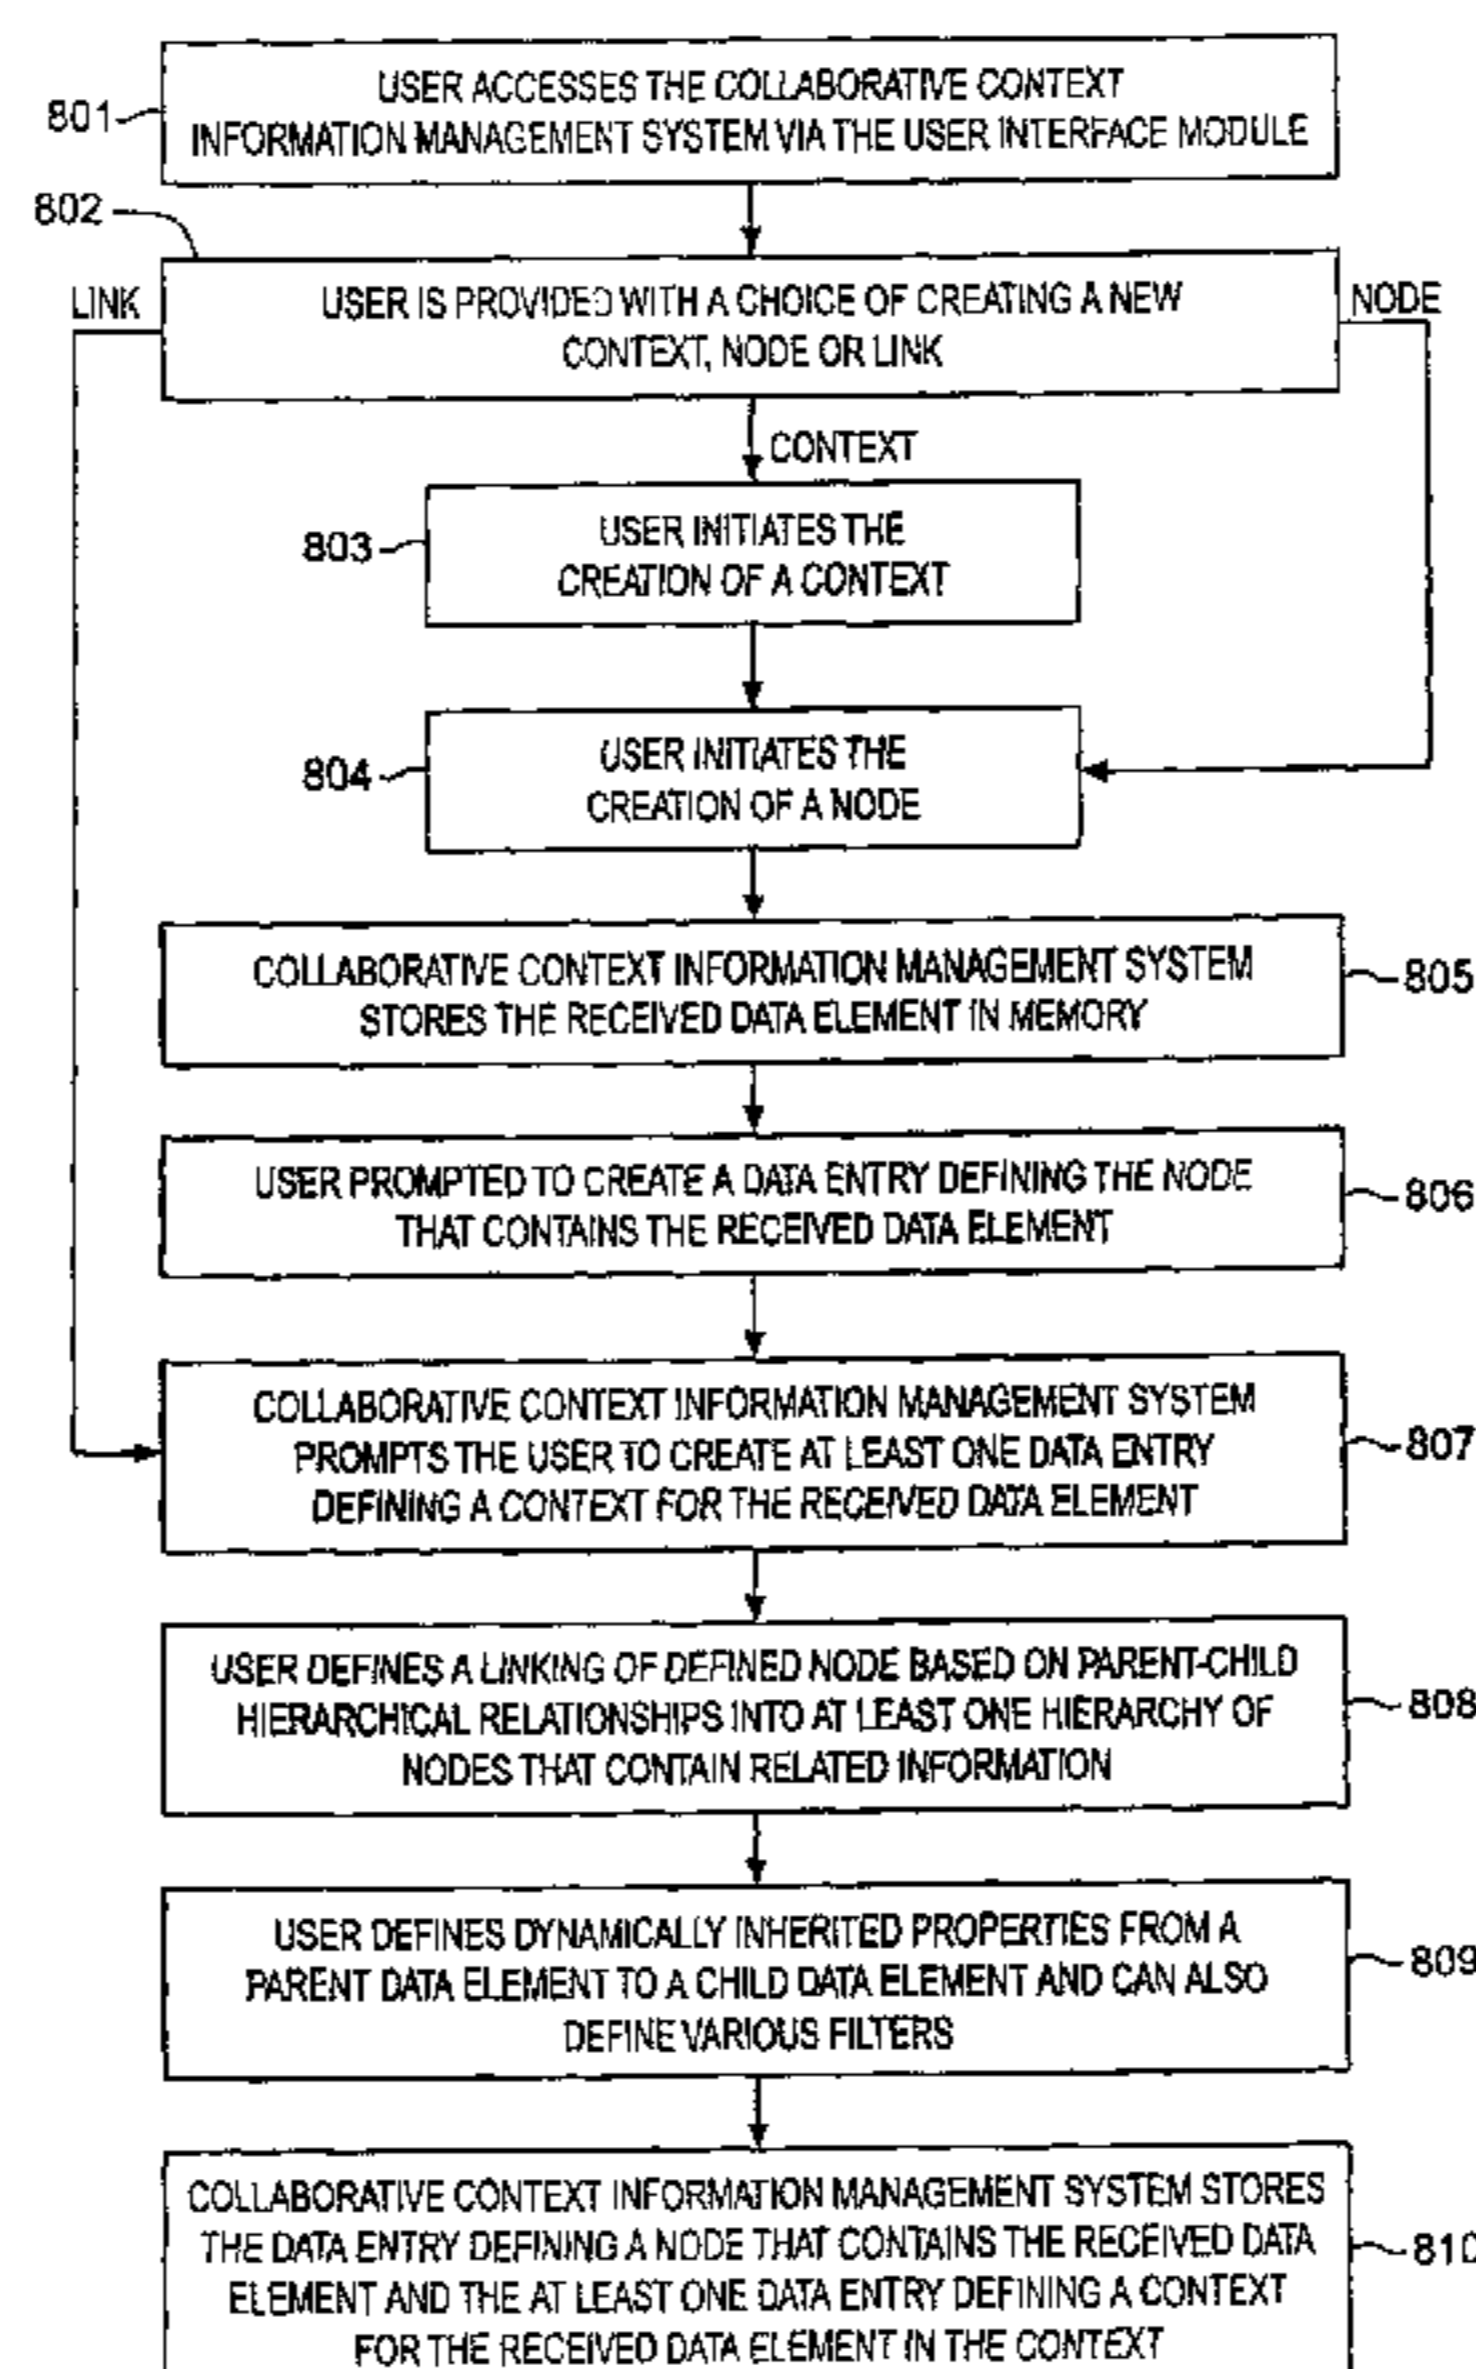 801
USER ACCESSES THE COLLABORATIVE CONTEXT
INFORMATION MANAGEMENT SYSTEM VIA THE USER INTERFACE MODULE
802
LINK
USER IS PROVIDED WITH A CHOICE OF CREATING A NEW
CONTEXT, NODE OR LINK
NODE
CONTEXT
803
USER INITIATES THE
CREATION OF A CONTEXT
804
USER INITIATES THE
CREATION OF A NODE
COLLABORATIVE CONTEXT INFORMATION MANAGEMENT SYSTEM
STORES THE RECEIVED DATA ELEMENT IN MEMORY
805
USER PROMPTED TO CREATE A DATA ENTRY DEFINING THE NODE
THAT CONTAINS THE RECEIVED DATA ELEMENT
806
COLLABORATIVE CONTEXT INFORMATION MANAGEMENT SYSTEM
PROMPTS THE USER TO CREATE AT LEAST ONE DATA ENTRY
DEFINING A CONTEXT FOR THE RECEIVED DATA ELEMENT
807
USER DEFINES A LINKING OF DEFINED NODE BASED ON PARENT-CHILD
HIERARCHICAL RELATIONSHIPS INTO AT LEAST ONE HIERARCHY OF
NODES THAT CONTAIN RELATED INFORMATION
808
USER DEFINES DYNAMICALLY INHERITED PROPERTIES FROM A
PARENT DATA ELEMENT TO A CHILD DATA ELEMENT AND CAN ALSO
DEFINE VARIOUS FILTERS
809
COLLABORATIVE CONTEXT INFORMATION MANAGEMENT SYSTEM STORES
THE DATA ENTRY DEFINING A NODE THAT CONTAINS THE RECEIVED DATA
ELEMENT AND THE AT LEAST ONE DATA ENTRY DEFINING A CONTEXT
FOR THE RECEIVED DATA ELEMENT IN THE CONTEXT
810